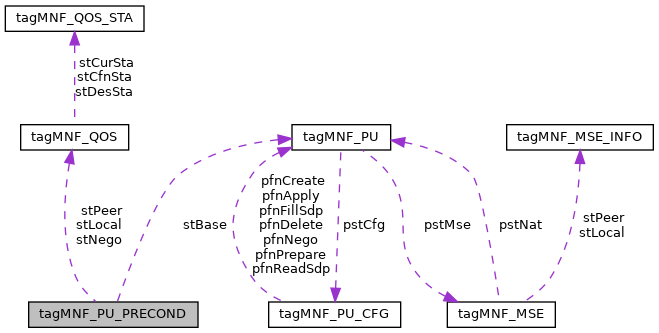 tagMNF_QOS_STA
stCurSta
stCfnSta
stDesSta
tagMNF_QOS
tagMNF_PU
tagMNF_MSE_INFO
stPeer
stLocal
stNego
stBase
pfnCreate
pfnApply
pfnFillSdp
pfnDelete
pfnNego
pfnPrepare
pfnReadSdp
pstCfg
pstMse
pstNat
stPeer
stLocal
tagMNF_PU_PRECOND
tagMNF_PU_CFG
tagMNF_MSE